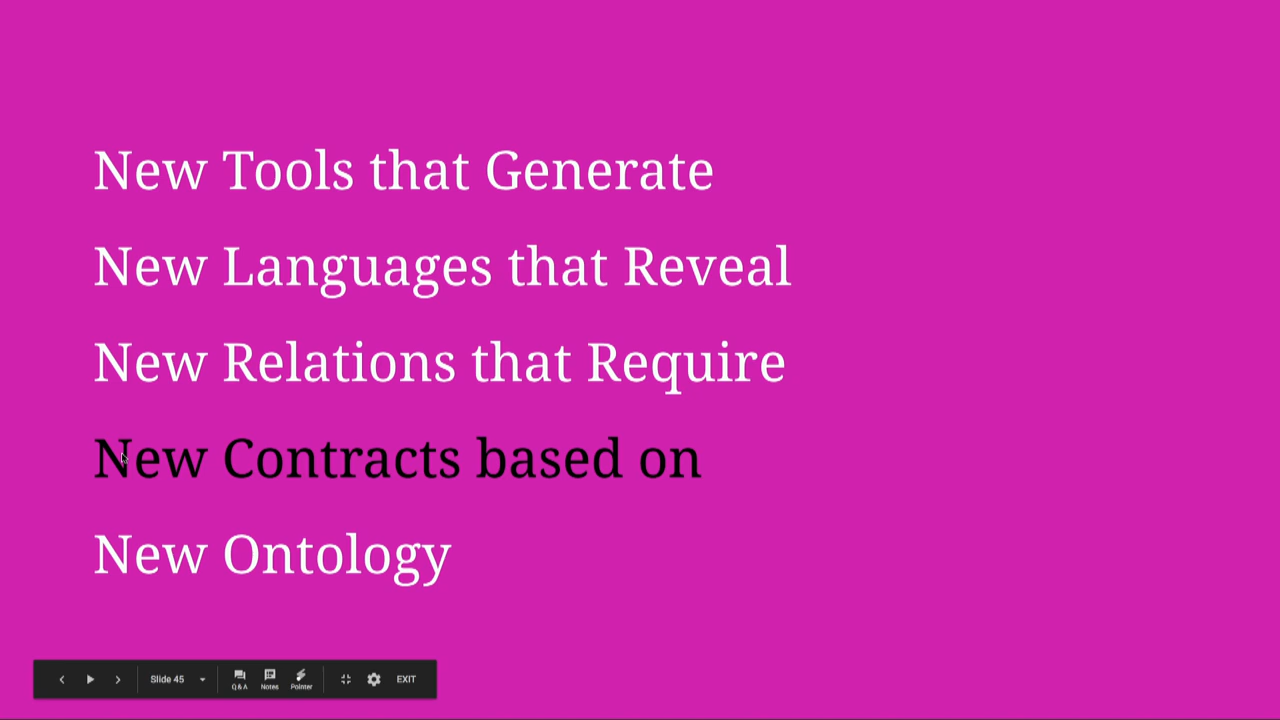 New Tools that Generate
New Languages that Reveal
New Relations that Require
New Contracts based on
New Ontology
Slide 45
Q & A
Notes
Pointer
EXIT